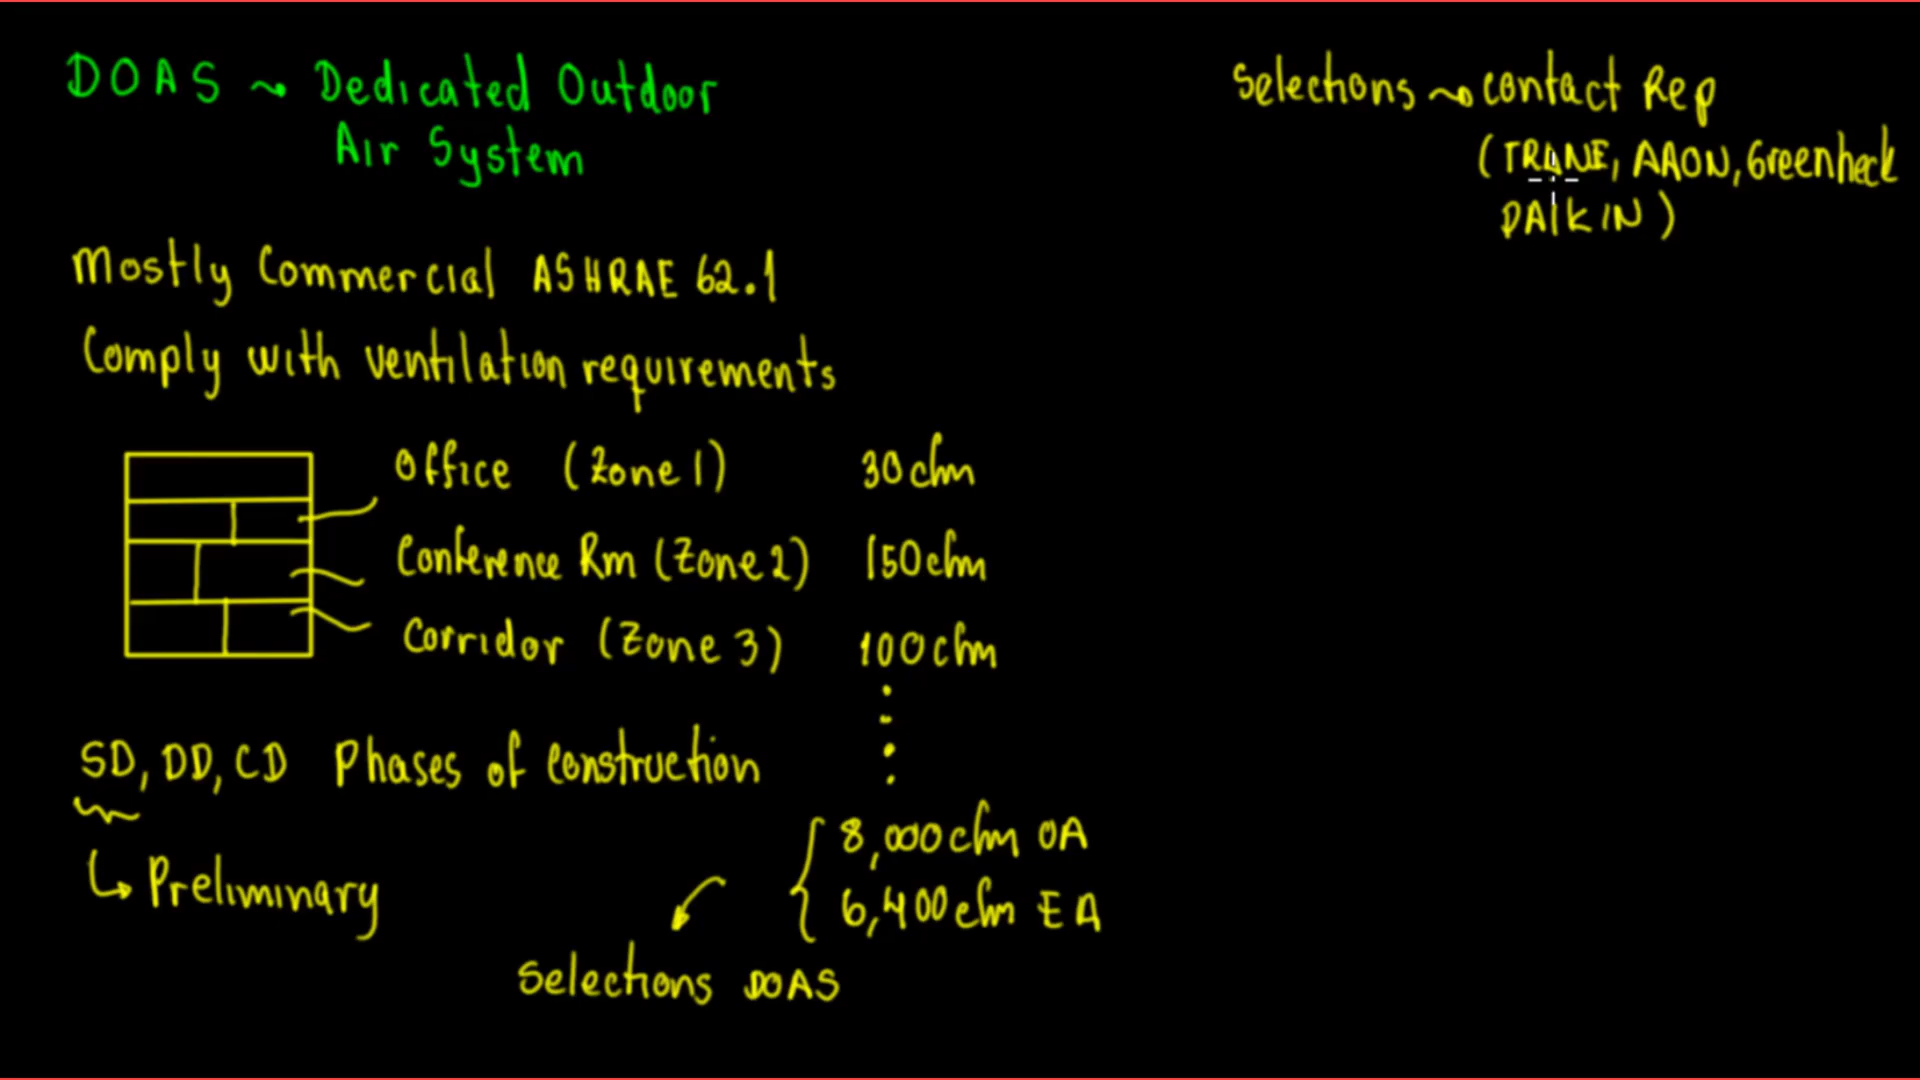 DOAS ~ Dedicated Outdoor
Air System
Mostly Commercial ASHRAE 62.1
Comply with ventilation requirements
Office (Zone 1) 30 cfm
Conference Rm (Zone 2) 150 cfm
Corridor (Zone 3) 100 cfm
SD, DD, CD Phases of Construction
Preliminary
8,000 cfm OA
6,400 cfm EA
Selections DOAS
Selections ~ contact Rep
(TRANE, AAON, Greenheck
DAIKIN)